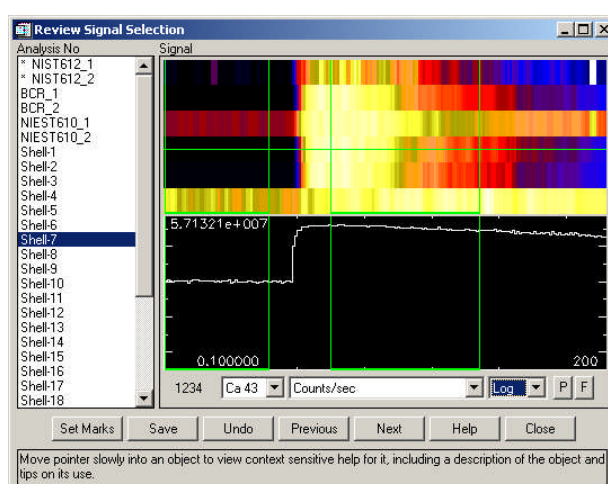 Review Signal Selection
Analysis No
Signal
* NIST612_1
* NIST612_2
BCR_1
BCR_2
NIEST610_1
NIEST610_2
Shell-1
Shell-2
Shell-3
Shell-4
Shell-5
Shell-6
Shell-7
Shell-8
Shell-9
Shell-10
Shell-11
Shell-12
Shell-13
Shell-14
Shell-15
Shell-16
Shell-17
Shell-18
5.71321e+007
0.100000
200
1234 Ca 43 Counts/sec Log P F
Set Marks Save Undo Previous Next Help Close
Move pointer slowly into an object to view context sensitive help for it, including a description of the object and
tips on its use.